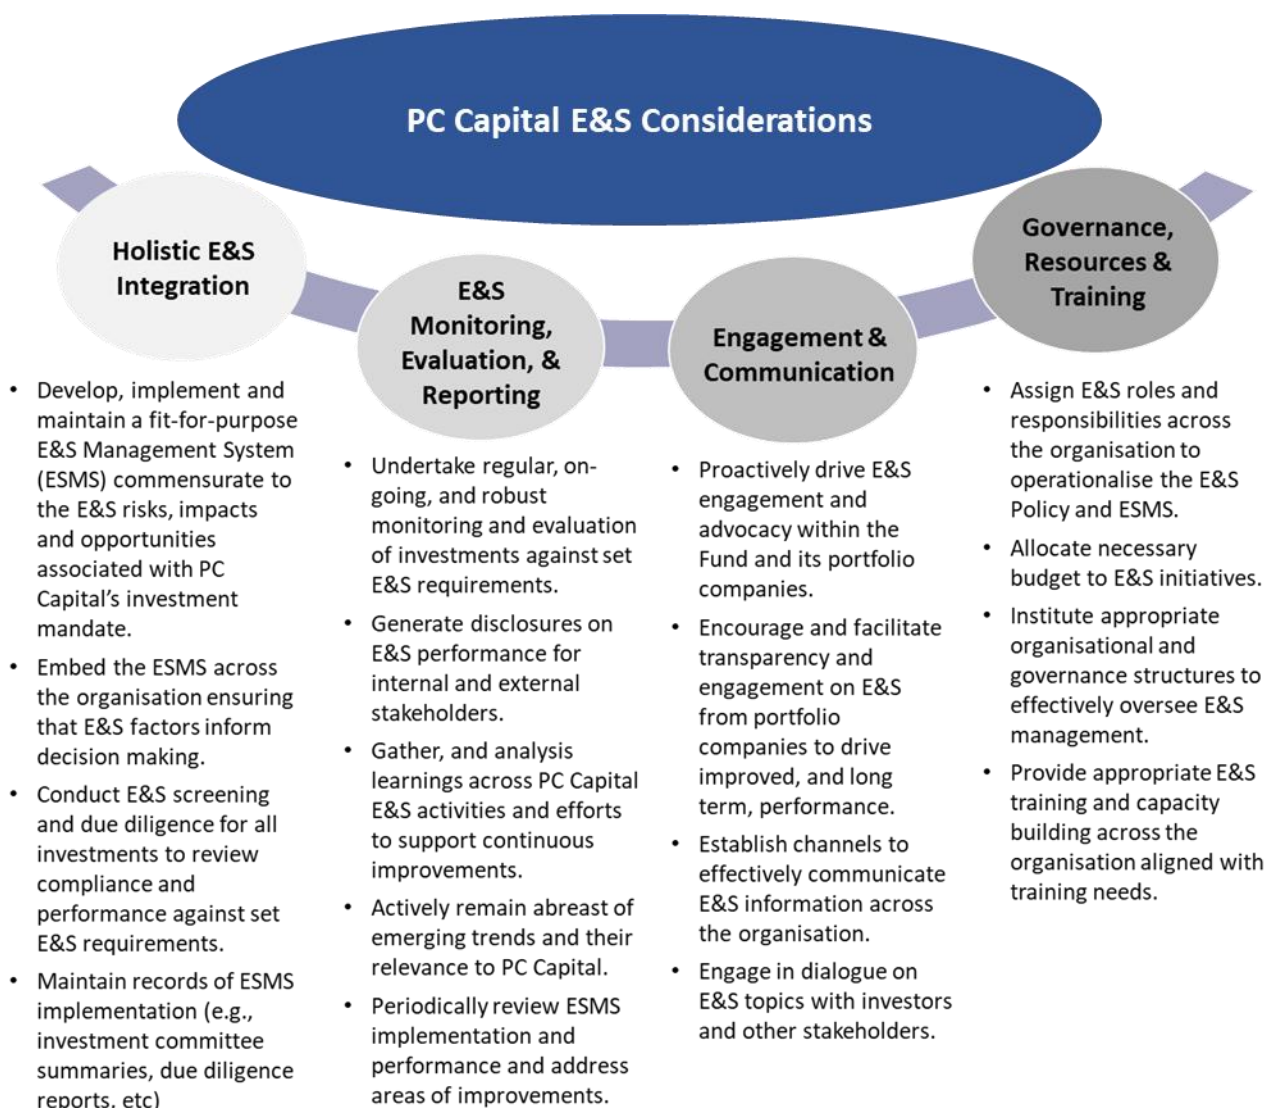 PC Capital E&S Considerations
Holistic E&S
Integration
• Develop, implement and
maintain a fit-for-purpose
E&S Management System
(ESMS) commensurate to
the E&S risks, impacts
and opportunities
associated with PC
Capital’s investment
mandate.
• Embed the ESMS across
the organisation ensuring
that E&S factors inform
decision making.
• Conduct E&S screening
and due diligence for all
investments to review
compliance and
performance against set
E&S requirements.
• Maintain records of ESMS
implementation (e.g.,
investment committee
summaries, due diligence
reports, etc)
E&S
Monitoring,
Evaluation, &
Reporting
• Undertake regular, on-
going, and robust
monitoring and evaluation
of investments against set
E&S requirements.
• Generate disclosures on
E&S performance for
internal and external
stakeholders.
• Gather, and analysis
learnings across PC Capital
E&S activities and efforts
to support continuous
improvements.
• Actively remain abreast of
emerging trends and their
relevance to PC Capital.
• Periodically review ESMS
implementation and
performance and address
areas of improvements.
Engagement &
Communication
• Proactively drive E&S
engagement and
advocacy within the
Fund and its portfolio
companies.
• Encourage and facilitate
transparency and
engagement on E&S
from portfolio
companies to drive
improved, and long
term, performance.
• Establish channels to
effectively communicate
E&S information across
the organisation.
• Engage in dialogue on
E&S topics with investors
and other stakeholders.
Governance,
Resources &
Training
• Assign E&S roles and
responsibilities across
the organisation to
operationalise the E&S
Policy and ESMS.
• Allocate necessary
budget to E&S initiatives.
• Institute appropriate
organisational and
governance structures to
effectively oversee E&S
management.
• Provide appropriate E&S
training and capacity
building across the
organisation aligned with
training needs.